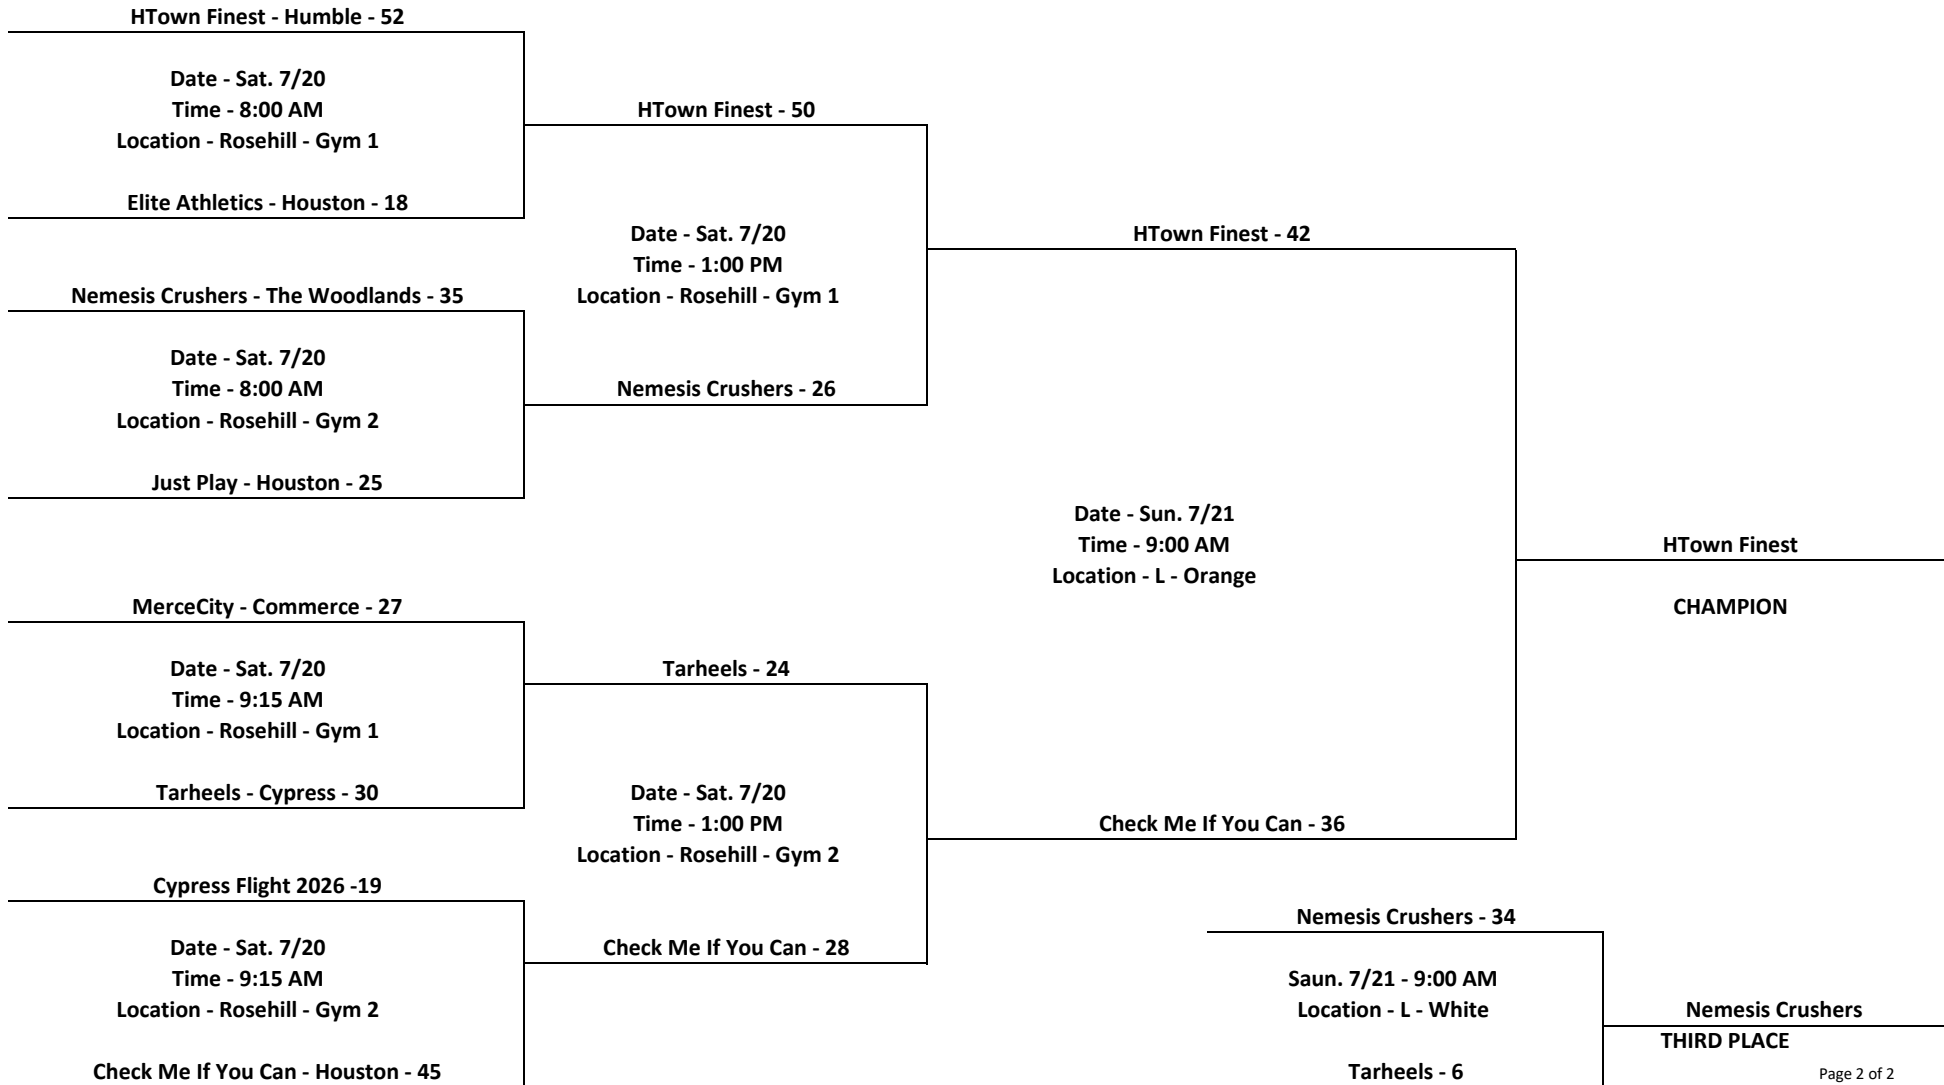 HTown Finest - Humble - 52
Date - Sat. 7/20
Time - 8:00 AM
Location - Rosehill - Gym 1
Elite Athletics - Houston - 18
Nemesis Crushers - The Woodlands - 35
Date - Sat. 7/20
Time - 8:00 AM
Location - Rosehill - Gym 2
Just Play - Houston - 25
MerceCity - Commerce - 27
Date - Sat. 7/20
Time - 9:15 AM
Location - Rosehill - Gym 1
Tarheels - Cypress - 30
Cypress Flight 2026 -19
Date - Sat. 7/20
Time - 9:15 AM
Location - Rosehill - Gym 2
Check Me If You Can - Houston - 45
HTown Finest - 50
Date - Sat. 7/20
Time - 1:00 PM
Location - Rosehill - Gym 1
Nemesis Crushers - 26
Tarheels - 24
Date - Sat. 7/20
Time - 1:00 PM
Location - Rosehill - Gym 2
Check Me If You Can - 28
HTown Finest - 42
Date - Sun. 7/21
Time - 9:00 AM
Location - L - Orange
Check Me If You Can - 36
HTown Finest
CHAMPION
Nemesis Crushers - 34
Saun. 7/21 - 9:00 AM
Location - L - White
Tarheels - 6
Nemesis Crushers
THIRD PLACE
Page 2 of 2